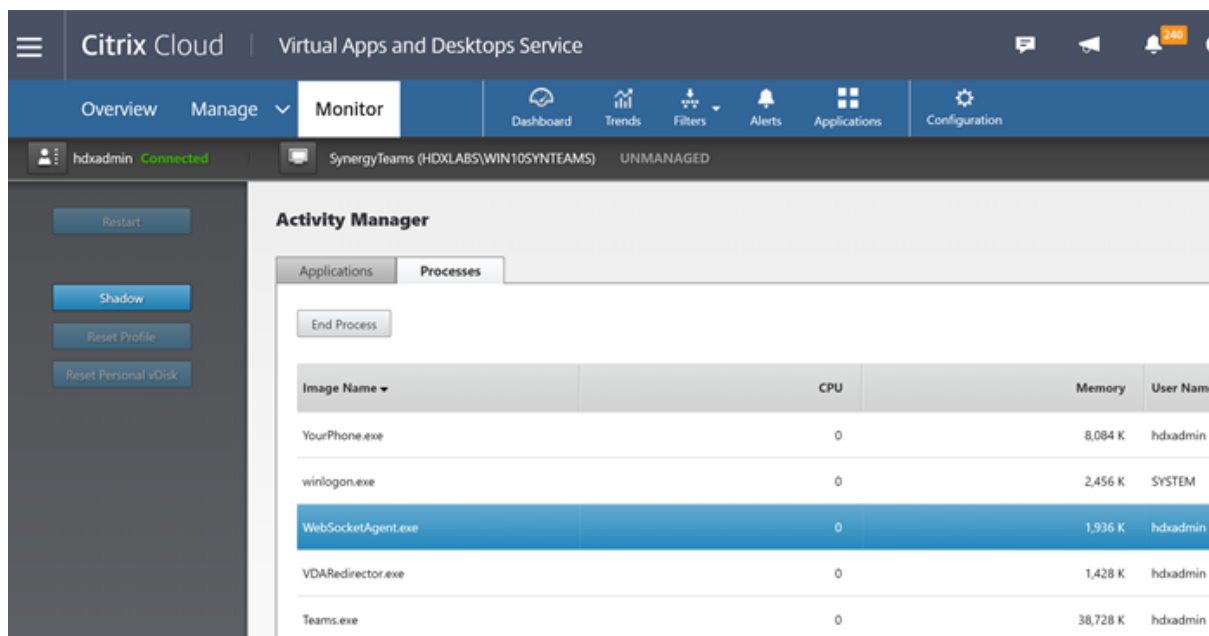 Citrix Cloud Virtual Apps and Desktops Service 240
Overview Manage Monitor Dashboard Trends Filters Alerts Applications Configuration
hdxadmin Connected SynergyTeams (HDXLABS\WIN10SYNTEAMS) UNMANAGED
Restart
Shadow
Reset Profile
Reset Personal vDisk
Activity Manager
Applications Processes
End Process
Image Name CPU Memory User Nam
YourPhone.exe 0 8,084 K hdxadmin
winlogon.exe 0 2,456 K SYSTEM
WebSocketAgent.exe 0 1,936 K hdxadmin
VDARedirector.exe 0 1,428 K hdxadmin
Teams.exe 0 38,728 K hdxadmin